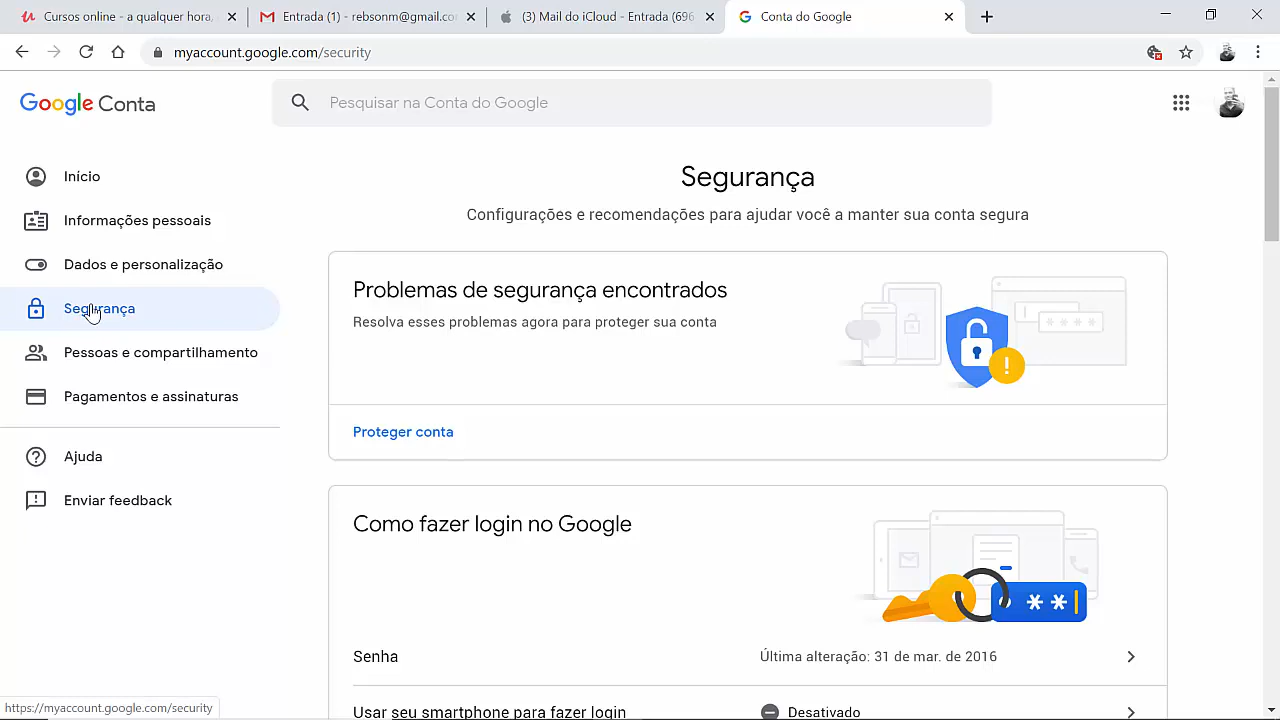 Cursos online - a qualquer hora,
Entrada (1) - rebsonm@gmail.co
(3) Mail do iCloud - Entrada (696
Conta do Google
myaccount.google.com/security
Google Conta
Pesquisar na Conta do Google
Início
Informações pessoais
Dados e personalização
Segurança
Pessoas e compartilhamento
Pagamentos e assinaturas
Ajuda
Enviar feedback
Segurança
Configurações e recomendações para ajudar você a manter sua conta segura
Problemas de segurança encontrados
Resolva esses problemas agora para proteger sua conta
Proteger conta
Como fazer login no Google
Senha
Última alteração: 31 de mar. de 2016
Usar seu smartphone para fazer login
Desativado
https://myaccount.google.com/security